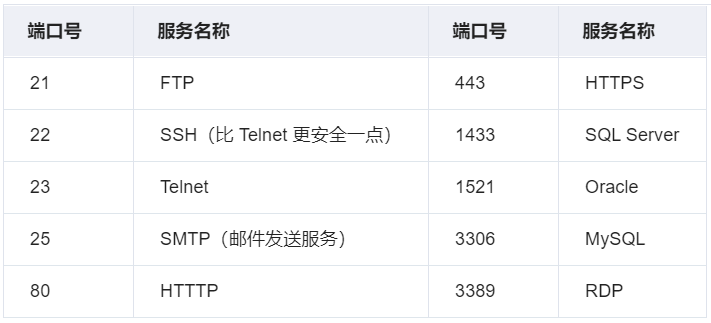 端口号 服务名称 端口号 服务名称
21 FTP 443 HTTPS
22 SSH（比 Telnet 更安全一点） 1433 SQL Server
23 Telnet 1521 Oracle
25 SMTP（邮件发送服务） 3306 MySQL
80 HTTTP 3389 RDP